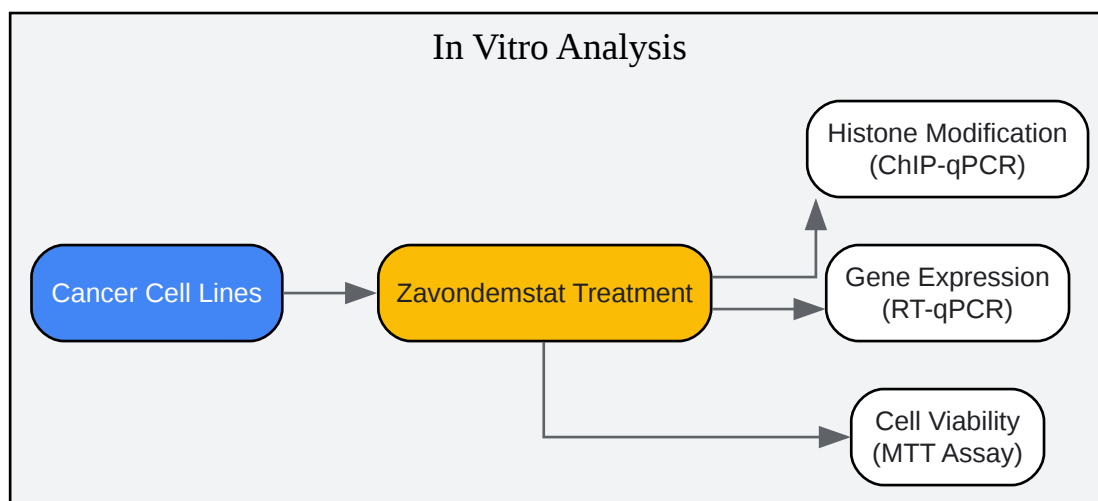 In Vitro Analysis
Histone Modification
(ChIP-qPCR)
Cancer Cell Lines
Zavondemstat Treatment
Gene Expression
(RT-qPCR)
Cell Viability
(MTT Assay)